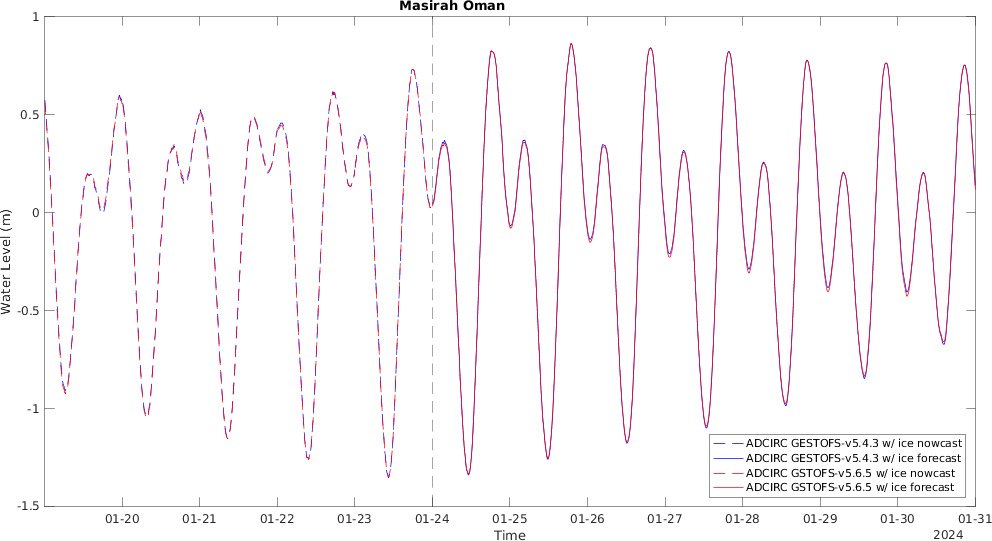 Masirah Oman
1
0.5
0
-0.5
-1
-1.5
Water Level (m)
01-20 01-21 01-22 01-23 01-24 01-25 01-26 01-27 01-28 01-29 01-30 01-31
Time
2024
ADCIRC GESTOFS-v5.4.3 w/ ice nowcast
ADCIRC GESTOFS-v5.4.3 w/ ice forecast
ADCIRC GSTOFS-v5.6.5 w/ ice nowcast
ADCIRC GSTOFS-v5.6.5 w/ ice forecast